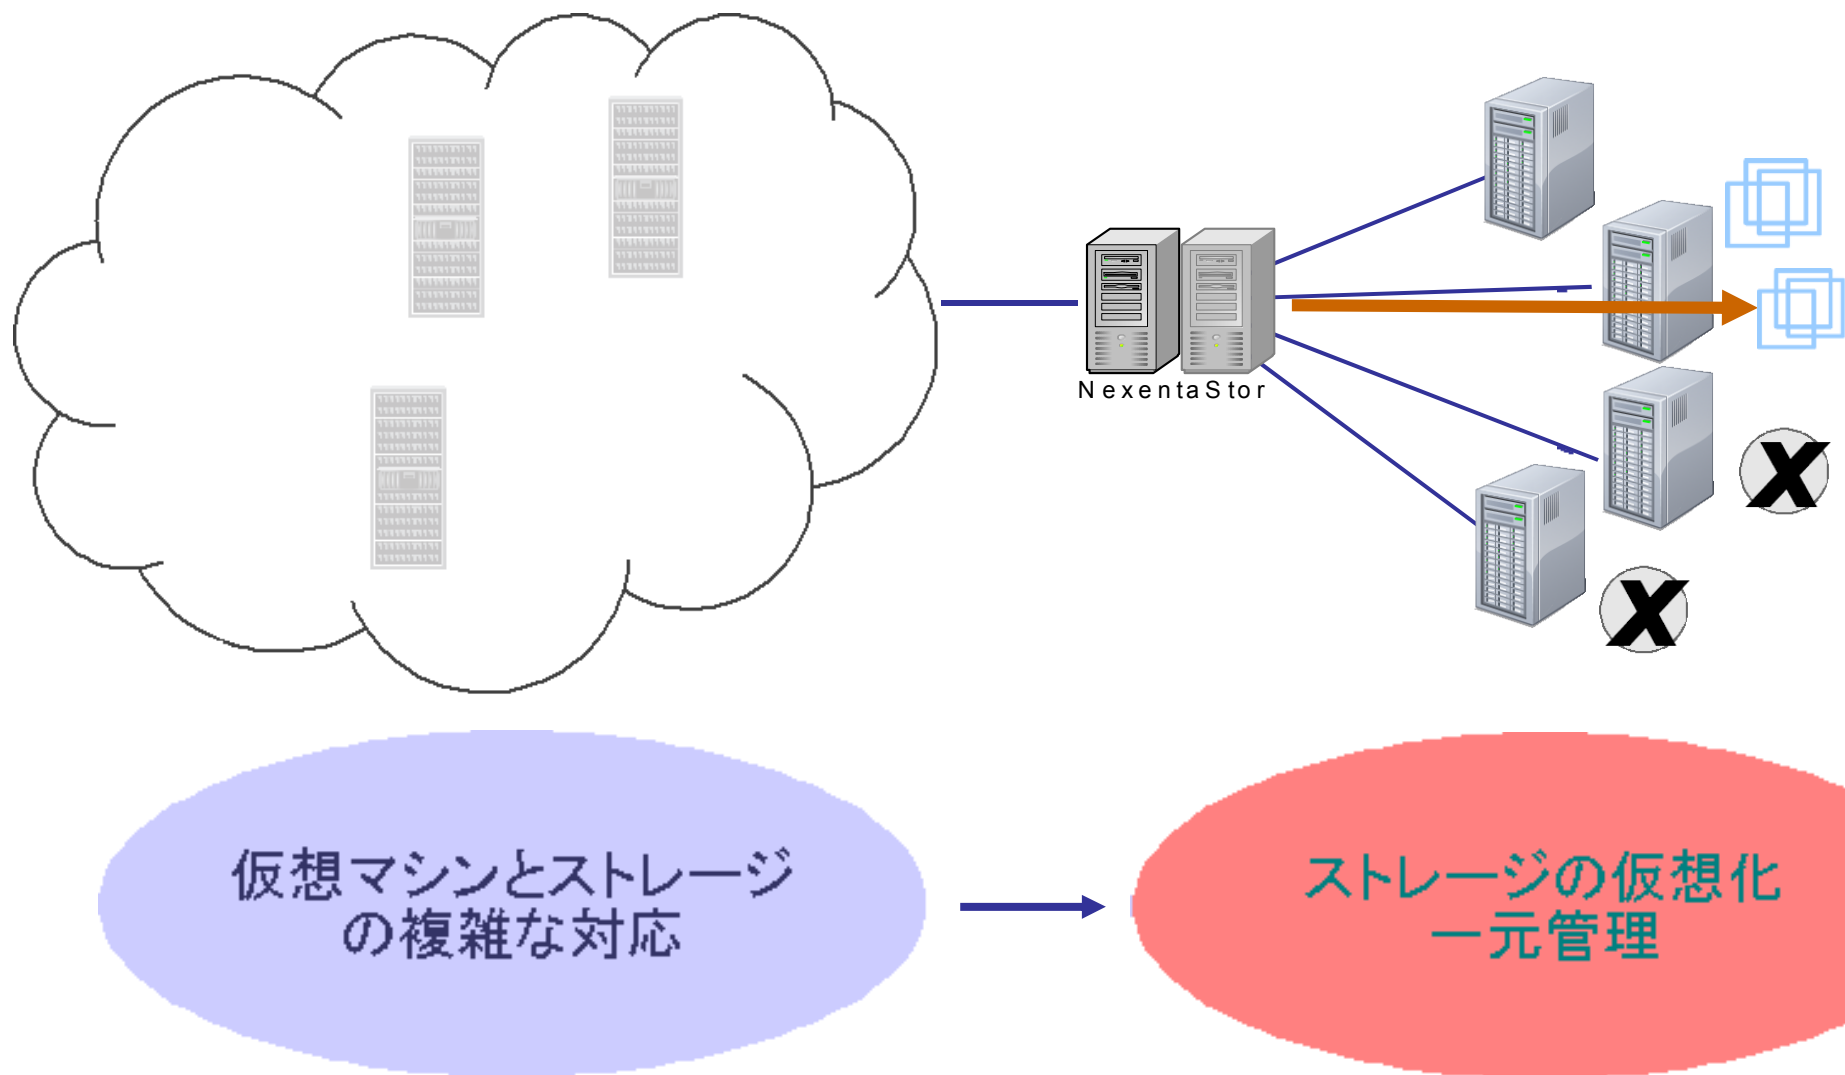 NexentaStor
X
X
仮想マシンとストレージ
の複雑な対応
ストレージの仮想化
一元管理